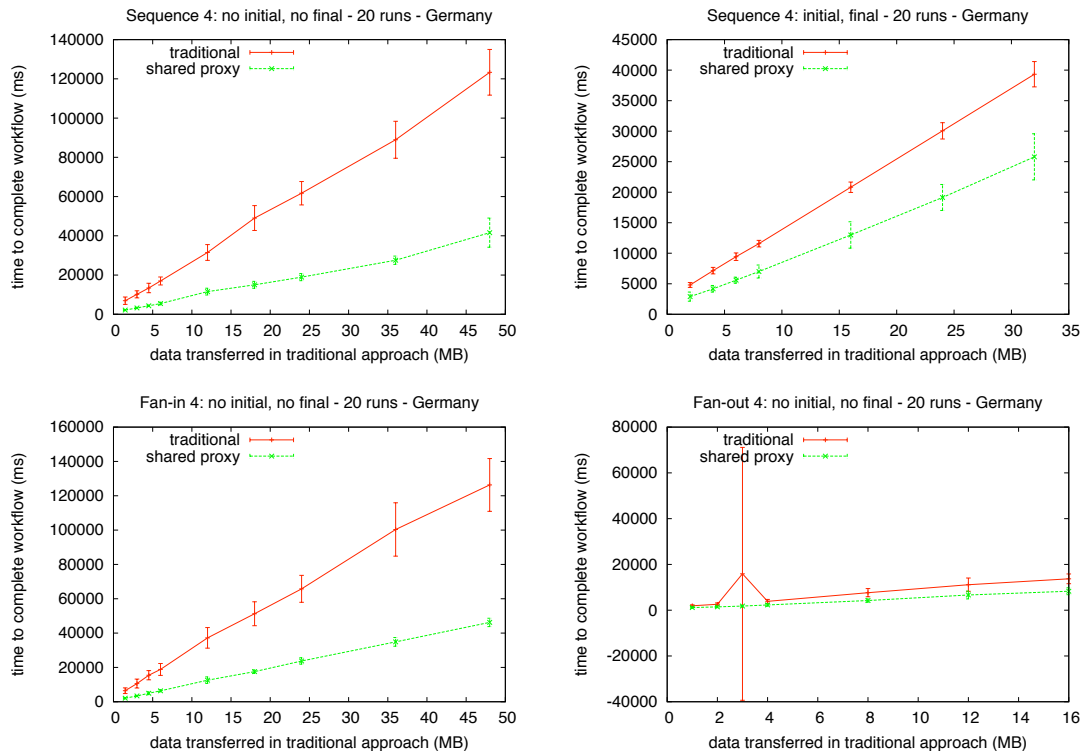 Sequence 4: no initial, no final - 20 runs - Germany
140000
120000
100000
80000
60000
40000
20000
0
time to complete workflow (ms)
traditional
shared proxy
0 5 10 15 20 25 30 35 40 45 50
data transferred in traditional approach (MB)
Sequence 4: initial, final - 20 runs - Germany
45000
40000
35000
30000
25000
20000
15000
10000
5000
0
time to complete workflow (ms)
traditional
shared proxy
0 5 10 15 20 25 30 35
data transferred in traditional approach (MB)
Fan-in 4: no initial, no final - 20 runs - Germany
160000
140000
120000
100000
80000
60000
40000
20000
0
time to complete workflow (ms)
traditional
shared proxy
0 5 10 15 20 25 30 35 40 45 50
data transferred in traditional approach (MB)
Fan-out 4: no initial, no final - 20 runs - Germany
80000
60000
40000
20000
0
-20000
-40000
time to complete workflow (ms)
traditional
shared proxy
0 2 4 6 8 10 12 14 16
data transferred in traditional approach (MB)